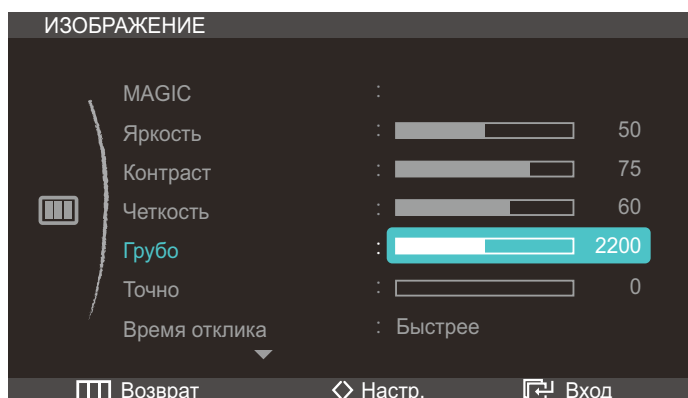 ИЗОБРАЖЕНИЕ
MAGIC :
Яркость : 50
Контраст : 75
Четкость : 60
Грубо : 2200
Точно : 0
Время отклика : Быстрее
Возврат Настр. Вход